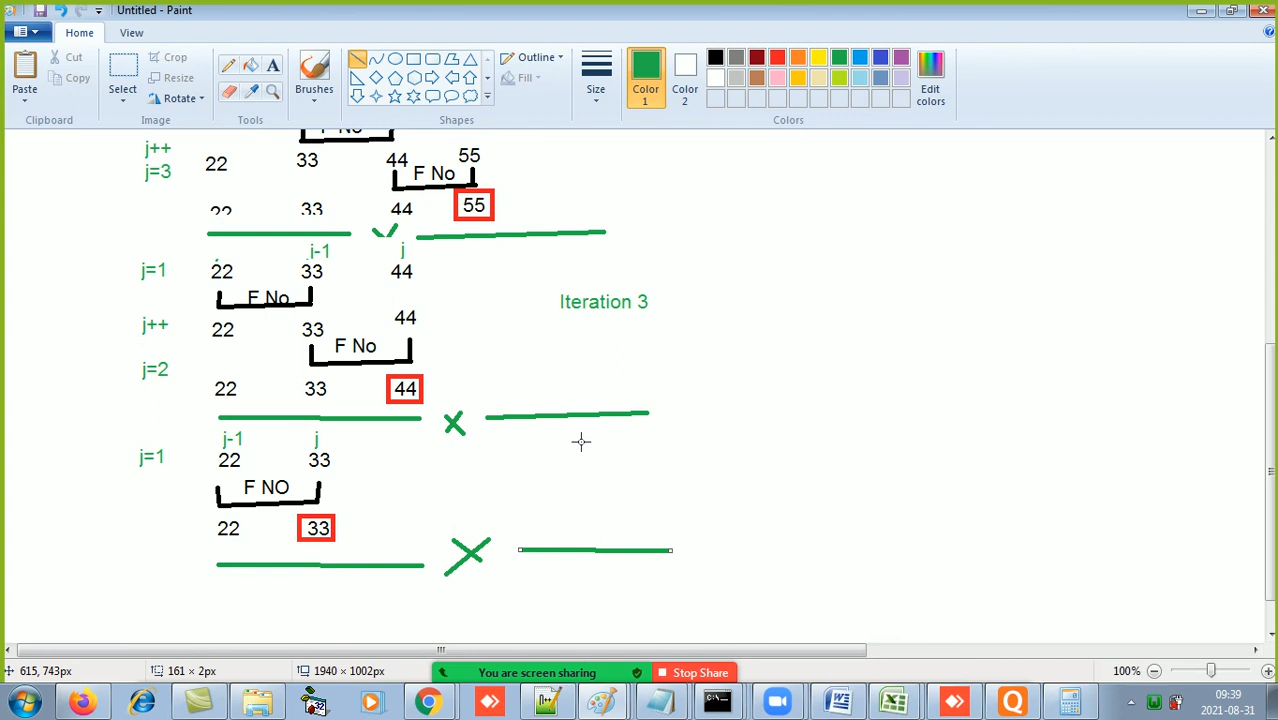 Untitled - Paint
Home View
Paste
Cut
Copy
Clipboard
Select
Crop
Resize
Rotate
Image
Tools
Brushes
Shapes
Outline
Fill
Size
Color 1
Color 2
Edit colors
Colors
F No
j++ 22 33 44 55
j=3
F No
22 33 44 55
j-1 j
j=1 22 33 44
F No
Iteration 3
j++ 22 33 44
F No
j=2
22 33 44
j-1 j
j=1 22 33
F NO
22 33
615, 743px 161 × 2px 1940 × 1002px 100%
You are screen sharing Stop Share
09:39
2021-08-31